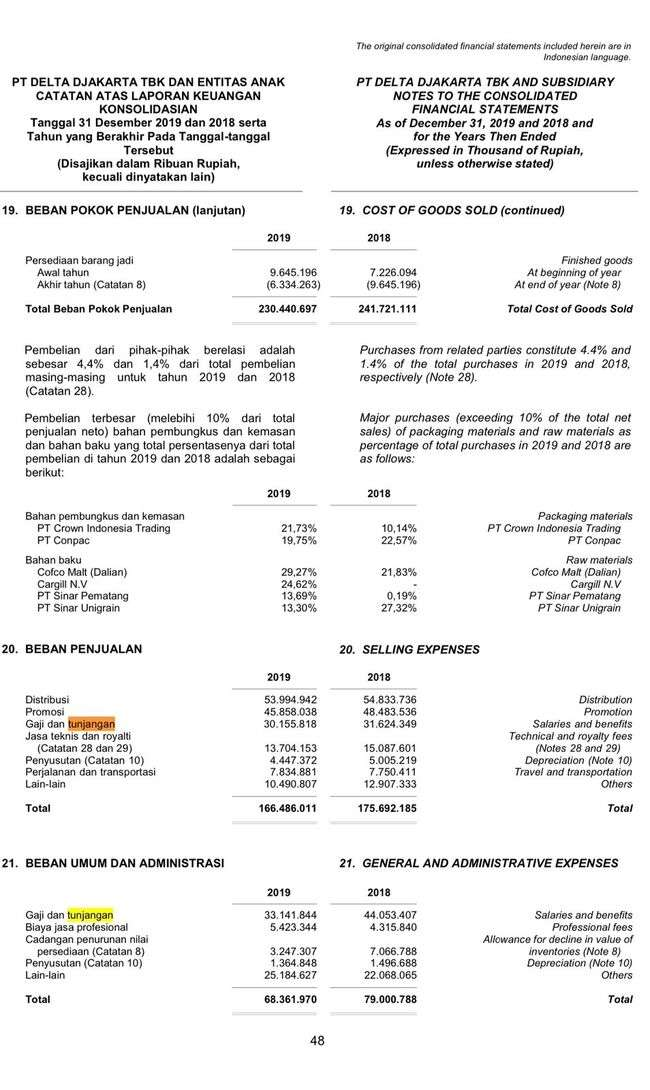 The original consolidated financial statements included herein are in
Indonesian language.
PT DELTA DJAKARTA TBK DAN ENTITAS ANAK
CATATAN ATAS LAPORAN KEUANGAN
KONSOLIDASIAN
Tanggal 31 Desember 2019 dan 2018 serta
Tahun yang Berakhir Pada Tanggal-tanggal
Tersebut
(Disajikan dalam Ribuan Rupiah,
kecuali dinyatakan lain)
PT DELTA DJAKARTA TBK AND SUBSIDIARY
NOTES TO THE CONSOLIDATED
FINANCIAL STATEMENTS
As of December 31, 2019 and 2018 and
for the Years Then Ended
(Expressed in Thousand of Rupiah,
unless otherwise stated)
19. BEBAN POKOK PENJUALAN (lanjutan) 19. COST OF GOODS SOLD (continued)
2019 2018
Persediaan barang jadi Finished goods
Awal tahun 9.645.196 7.226.094 At beginning of year
Akhir tahun (Catatan 8) (6.334.263) (9.645.196) At end of year (Note 8)
Total Beban Pokok Penjualan 230.440.697 241.721.111 Total Cost of Goods Sold
Pembelian dari pihak-pihak berelasi adalah
sebesar 4,4% dan 1,4% dari total pembelian
masing-masing untuk tahun 2019 dan 2018
(Catatan 28).
Purchases from related parties constitute 4.4% and
1.4% of the total purchases in 2019 and 2018,
respectively (Note 28).
Pembelian terbesar (melebihi 10% dari total
penjualan neto) bahan pembungkus dan kemasan
dan bahan baku yang total persentasenya dari total
pembelian di tahun 2019 dan 2018 adalah sebagai
berikut:
Major purchases (exceeding 10% of the total net
sales) of packaging materials and raw materials as
percentage of total purchases in 2019 and 2018 are
as follows:
2019 2018
Bahan pembungkus dan kemasan Packaging materials
PT Crown Indonesia Trading 21,73% 10,14% PT Crown Indonesia Trading
PT Conpac 19,75% 22,57% PT Conpac
Bahan baku Raw materials
Cofco Malt (Dalian) 29,27% 21,83% Cofco Malt (Dalian)
Cargill N.V 24,62% - Cargill N.V
PT Sinar Pematang 13,69% 0,19% PT Sinar Pematang
PT Sinar Unigrain 13,30% 27,32% PT Sinar Unigrain
20. BEBAN PENJUALAN 20. SELLING EXPENSES
2019 2018
Distribusi 53.994.942 54.833.736 Distribution
Promosi 45.858.038 48.483.536 Promotion
Gaji dan tunjangan 30.155.818 31.624.349 Salaries and benefits
Jasa teknis dan royalti Technical and royalty fees
(Catatan 28 dan 29) 13.704.153 15.087.601 (Notes 28 and 29)
Penyusutan (Catatan 10) 4.447.372 5.005.219 Depreciation (Note 10)
Perjalanan dan transportasi 7.834.881 7.750.411 Travel and transportation
Lain-lain 10.490.807 12.907.333 Others
Total 166.486.011 175.692.185 Total
21. BEBAN UMUM DAN ADMINISTRASI 21. GENERAL AND ADMINISTRATIVE EXPENSES
2019 2018
Gaji dan tunjangan 33.141.844 44.053.407 Salaries and benefits
Biaya jasa profesional 5.423.344 4.315.840 Professional fees
Cadangan penurunan nilai Allowance for decline in value of
persediaan (Catatan 8) 3.247.307 7.066.788 inventories (Note 8)
Penyusutan (Catatan 10) 1.364.848 1.496.688 Depreciation (Note 10)
Lain-lain 25.184.627 22.068.065 Others
Total 68.361.970 79.000.788 Total
48